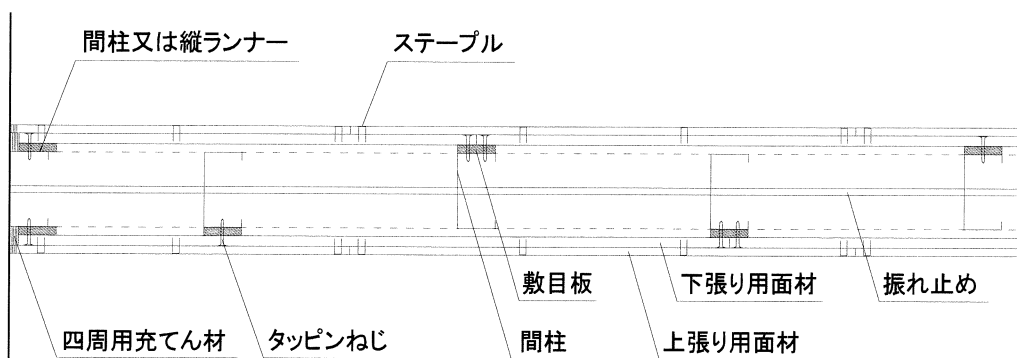 間柱又は縦ランナー
ステープル
敷目板
下張り用面材
振れ止め
四周用充てん材
タッピンねじ
間柱
上張り用面材